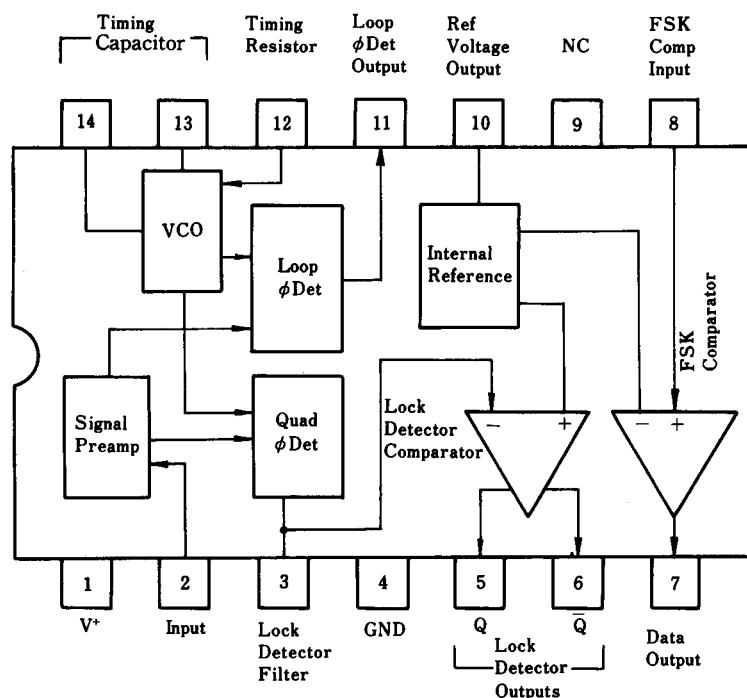 Timing
Capacitor
Timing
Resistor
Loop
ϕDet
Output
Ref
Voltage
Output
NC
FSK
Comp
Input
14
13
12
11
10
9
8
VCO
Loop
ϕDet
Internal
Reference
FSK
Comparator
Signal
Preamp
Quad
ϕDet
Lock
Detector
Comparator
− +
− +
1
2
3
4
5
6
7
V+
Input
Lock
Detector
Filter
GND
Q
Q̅
Lock
Detector
Outputs
Data
Output